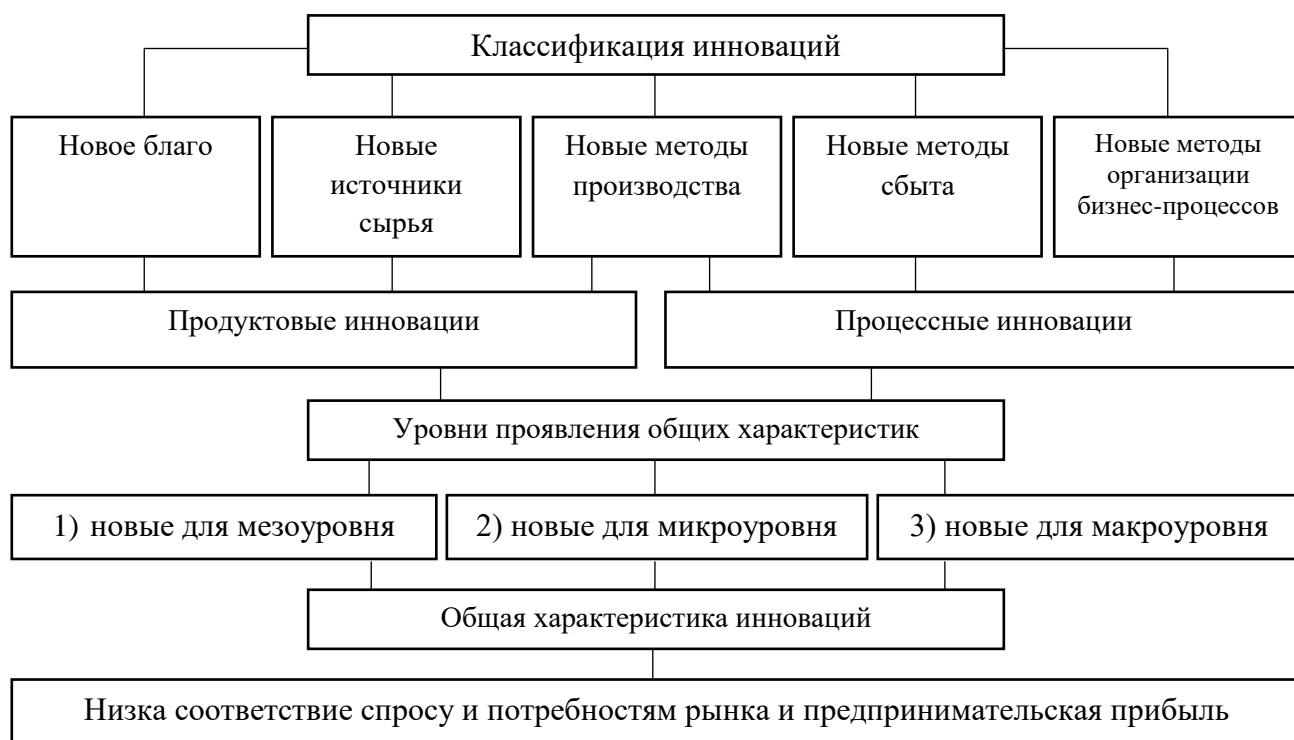 Классификация инноваций
Новое благо
Новые
источники
сырья
Новые методы
производства
Новые методы
сбыта
Новые методы
организации
бизнес-процессов
Продуктовые инновации
Процессные инновации
Уровни проявления общих характеристик
1) новые для мезоуровня
2) новые для микроуровня
3) новые для макроуровня
Общая характеристика инноваций
Низка соответствие спросу и потребностям рынка и предпринимательская прибыль